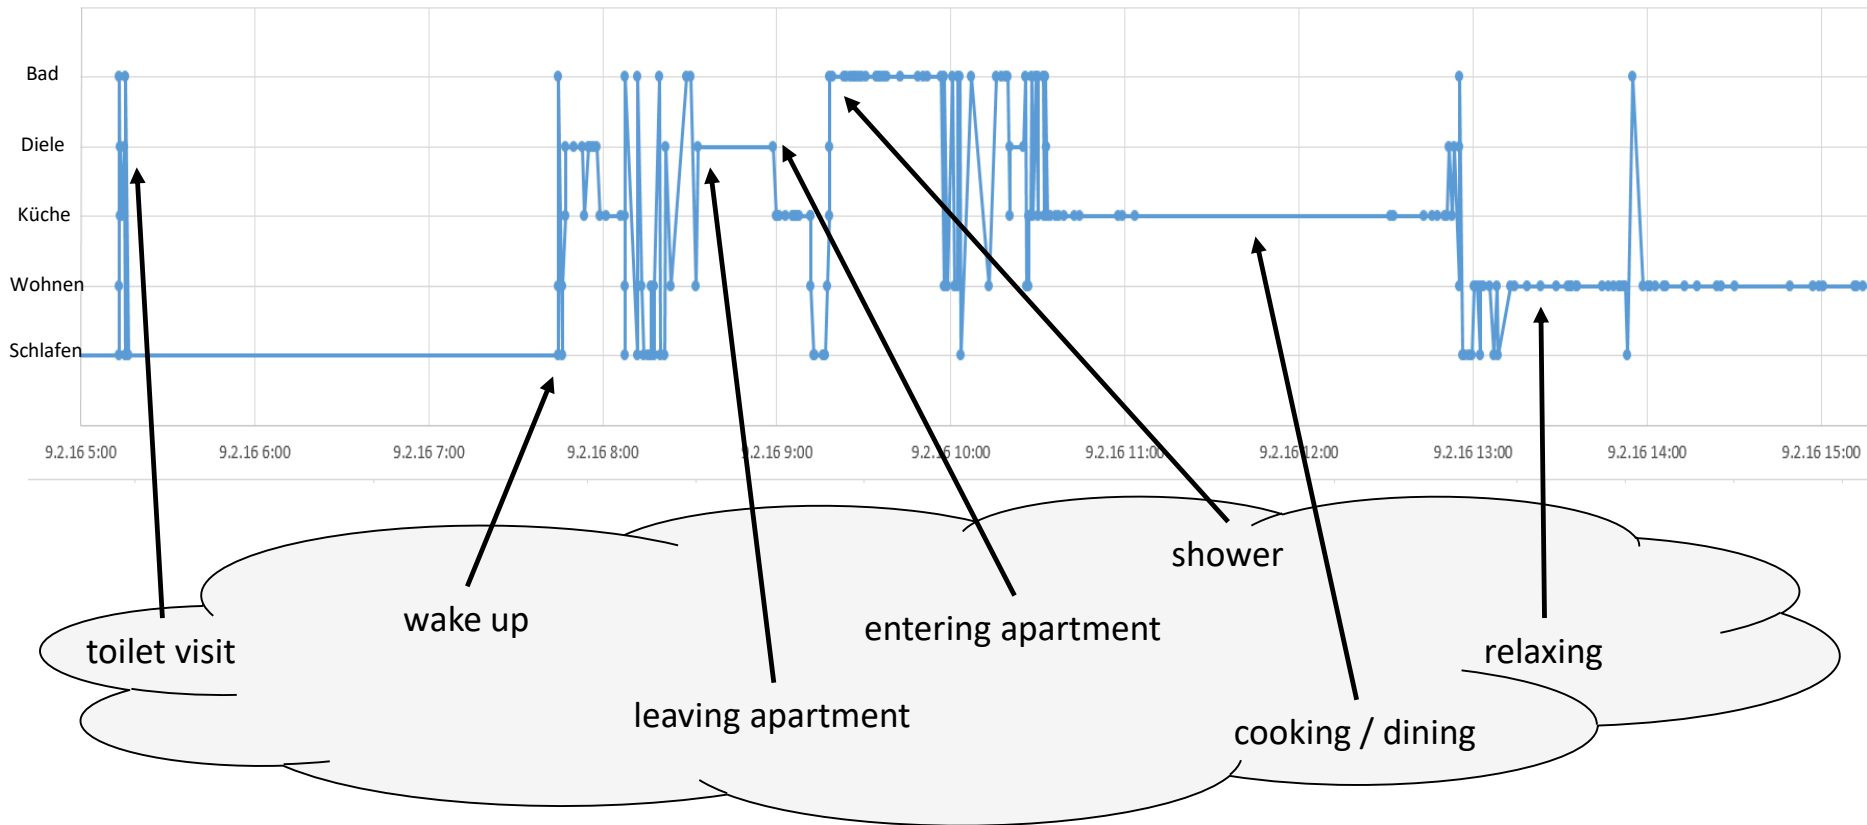 Bad
Diele
Küche
Wohnen
Schlafen
9.2.16 5:00
9.2.16 6:00
9.2.16 7:00
9.2.16 8:00
9.2.16 9:00
9.2.16 10:00
9.2.16 11:00
9.2.16 12:00
9.2.16 13:00
9.2.16 14:00
9.2.16 15:00
shower
wake up
entering apartment
toilet visit
relaxing
leaving apartment
cooking / dining